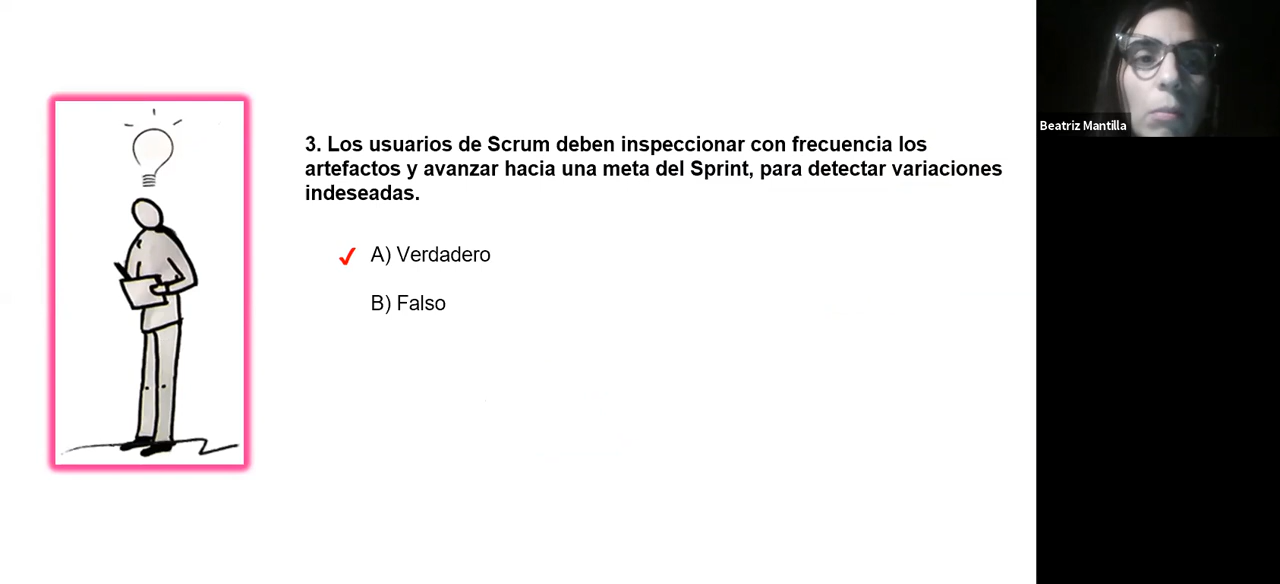 3. Los usuarios de Scrum deben inspeccionar con frecuencia los
artefactos y avanzar hacia una meta del Sprint, para detectar variaciones
indeseadas.
A) Verdadero
B) Falso
Beatriz Mantilla